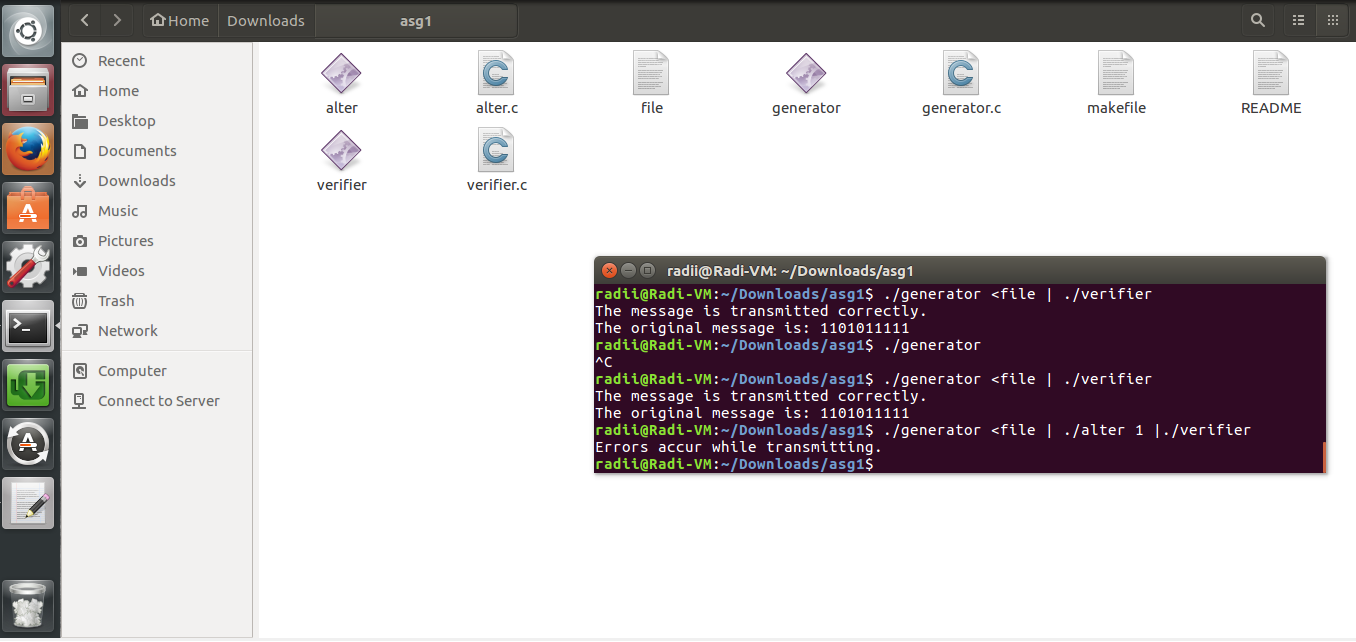 Home Downloads asg1
Recent
Home
Desktop
Documents
Downloads
Music
Pictures
Videos
Trash
Network
Computer
Connect to Server
alter alter.c file generator generator.c makefile README
verifier verifier.c
radii@Radi-VM: ~/Downloads/asg1
radii@Radi-VM:~/Downloads/asg1$ ./generator <file | ./verifier
The message is transmitted correctly.
The original message is: 1101011111
radii@Radi-VM:~/Downloads/asg1$ ./generator
^C
radii@Radi-VM:~/Downloads/asg1$ ./generator <file | ./verifier
The message is transmitted correctly.
The original message is: 1101011111
radii@Radi-VM:~/Downloads/asg1$ ./generator <file | ./alter 1 |./verifier
Errors accur while transmitting.
radii@Radi-VM:~/Downloads/asg1$